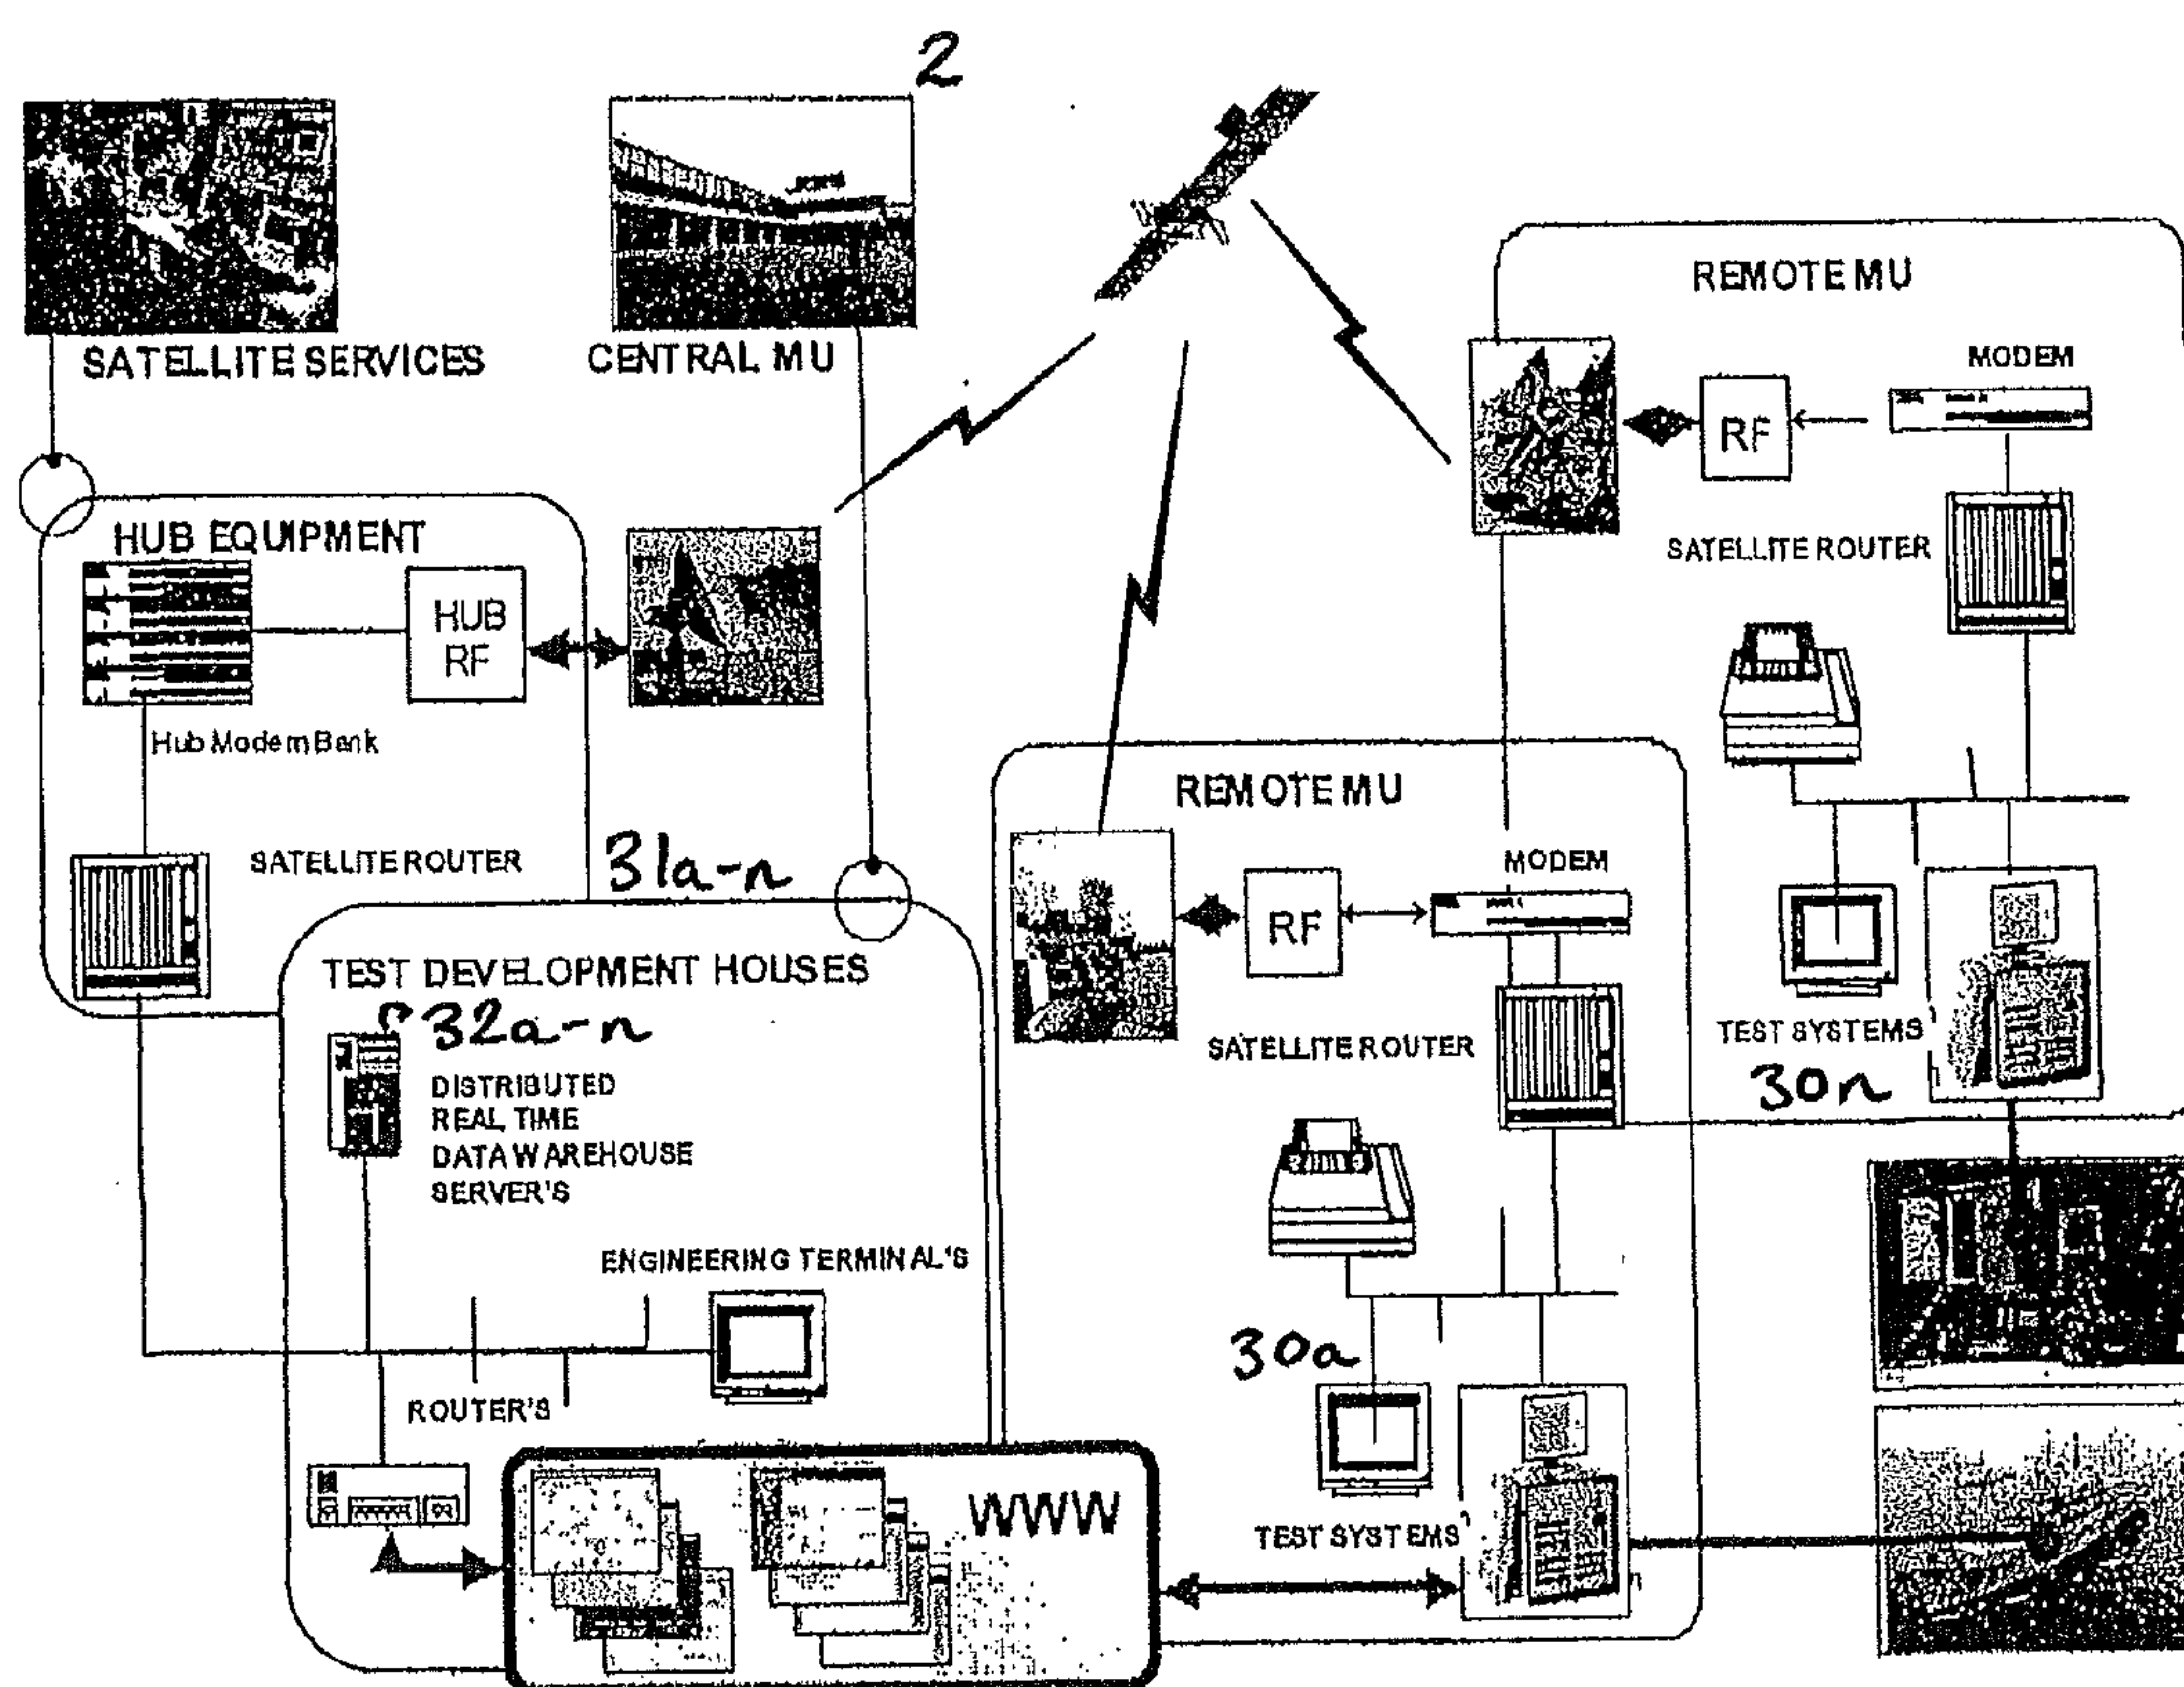 2
SATELLITE SERVICES
CENTRAL MU
REMOTE MU
MODEM
RF
SATELLITE ROUTER
HUB EQUIPMENT
HUB
RF
Hub Modem Bank
SATELLITE ROUTER
31a-n
TEST DEVELOPMENT HOUSES
32a-n
DISTRIBUTED
REAL TIME
DATA WAREHOUSE
SERVER'S
ENGINEERING TERMINAL'S
ROUTER'S
WWW
REMOTE MU
MODEM
RF
SATELLITE ROUTER
30a
TEST SYSTEMS
TEST SYSTEMS
30n